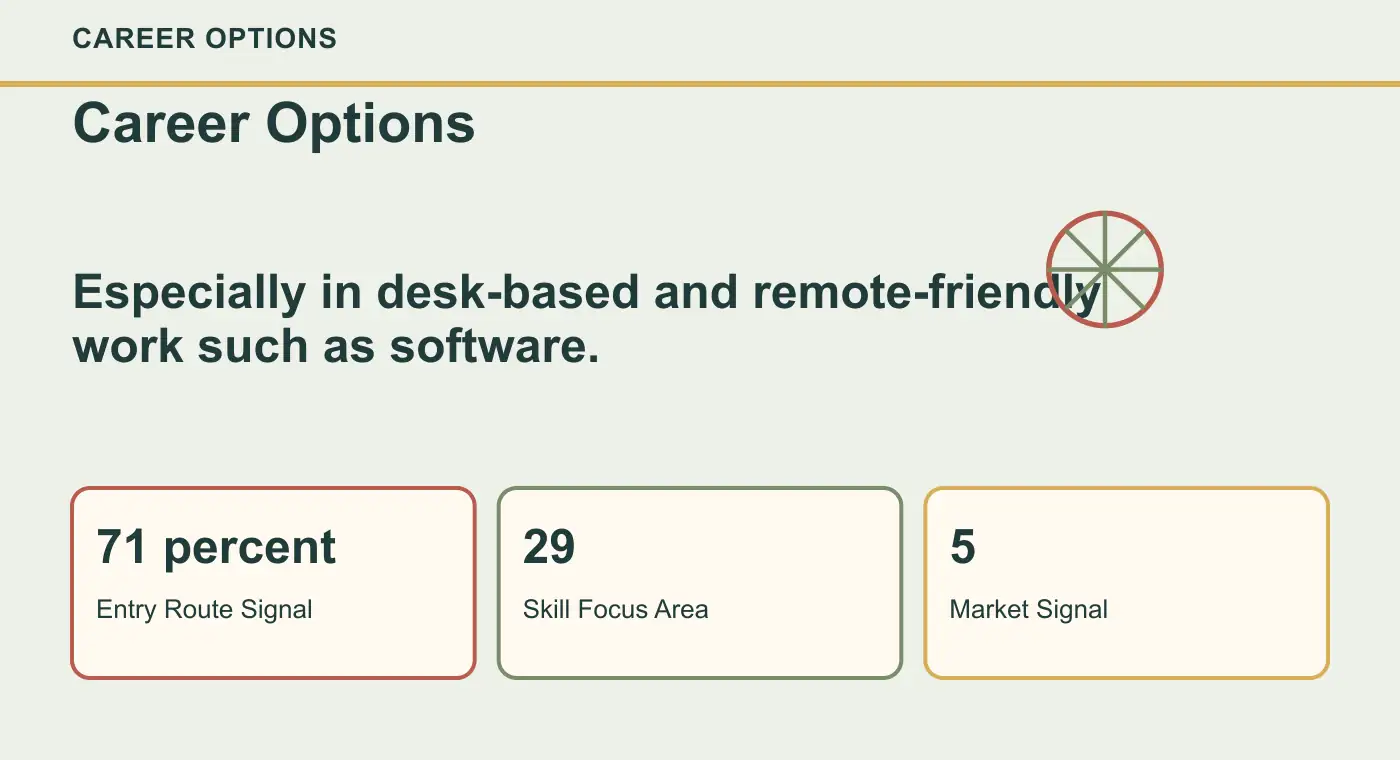 CAREER OPTIONS
Career Options
Especially in desk-based and remote-friendly
work such as software.
71 percent
Entry Route Signal
29
Skill Focus Area
5
Market Signal